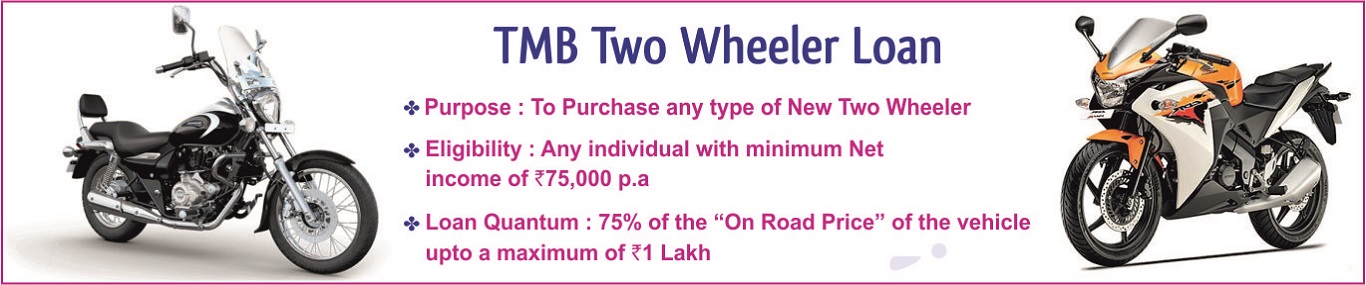 TMB Two Wheeler Loan
✤ Purpose : To Purchase any type of New Two Wheeler
✤ Eligibility : Any individual with minimum Net
income of ₹75,000 p.a
✤ Loan Quantum : 75% of the “On Road Price” of the vehicle
upto a maximum of ₹1 Lakh